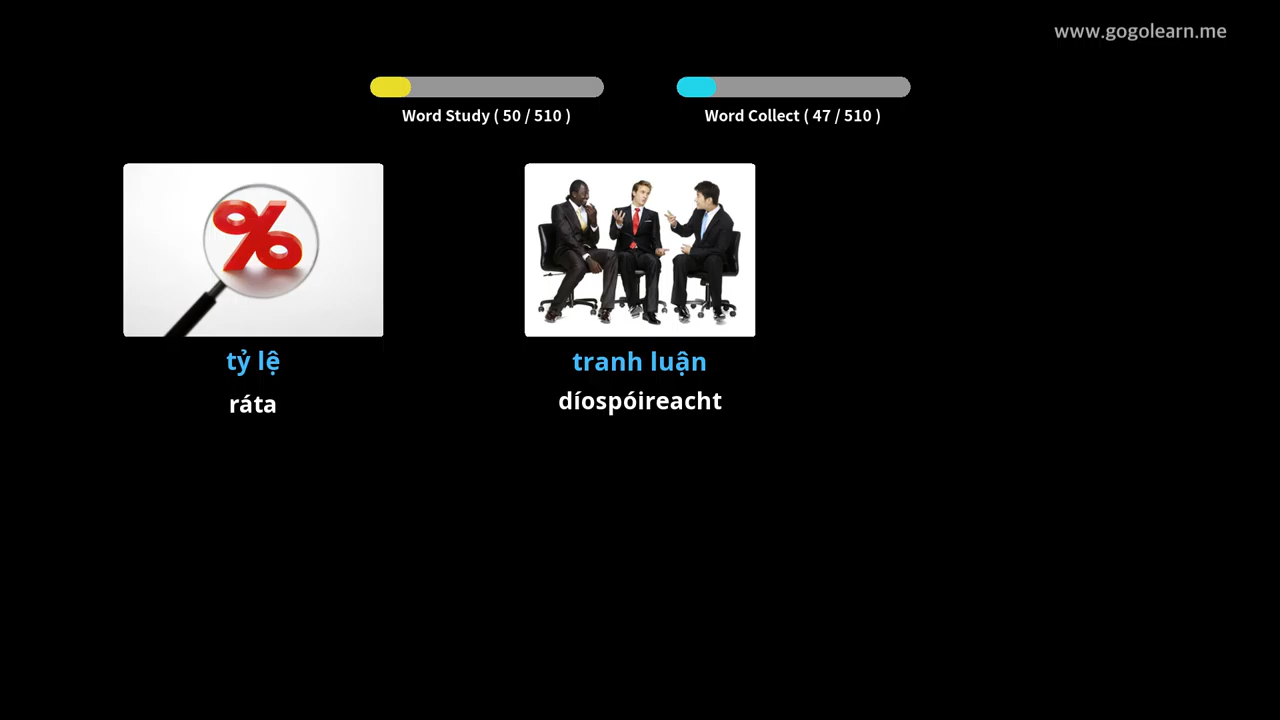 www.gogolearn.me
Word Study ( 50 / 510 )
Word Collect ( 47 / 510 )
%
tỷ lệ
ráta
tranh luận
díospóireacht